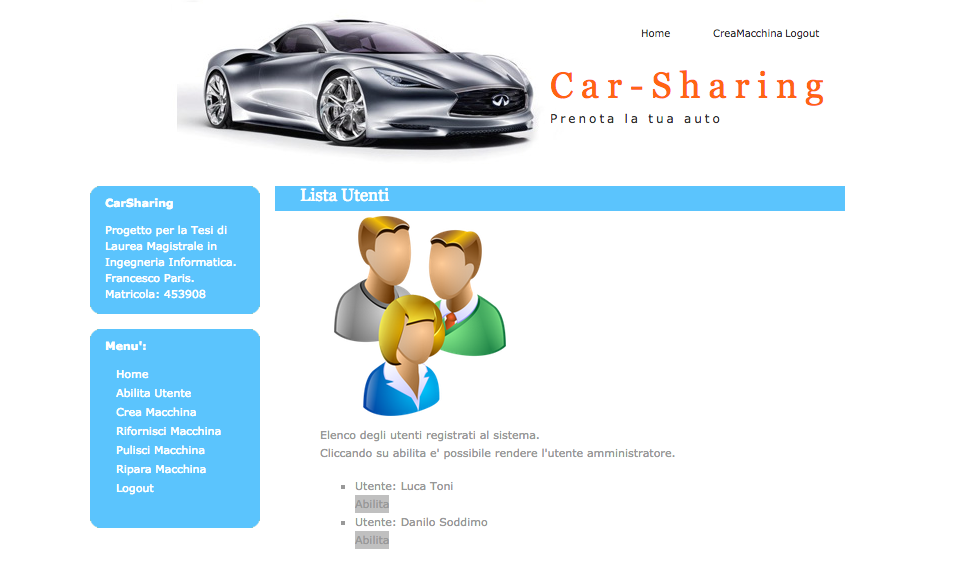 Home CreaMacchina Logout
Car-Sharing
Prenota la tua auto
CarSharing
Progetto per la Tesi di
Laurea Magistrale in
Ingegneria Informatica.
Francesco Paris.
Matricola: 453908
Menu':
Home
Abilita Utente
Crea Macchina
Rifornisci Macchina
Pulisci Macchina
Ripara Macchina
Logout
Lista Utenti
Elenco degli utenti registrati al sistema.
Cliccando su abilita e' possibile rendere l'utente amministratore.
Utente: Luca Toni
Abilita
Utente: Danilo Soddimo
Abilita